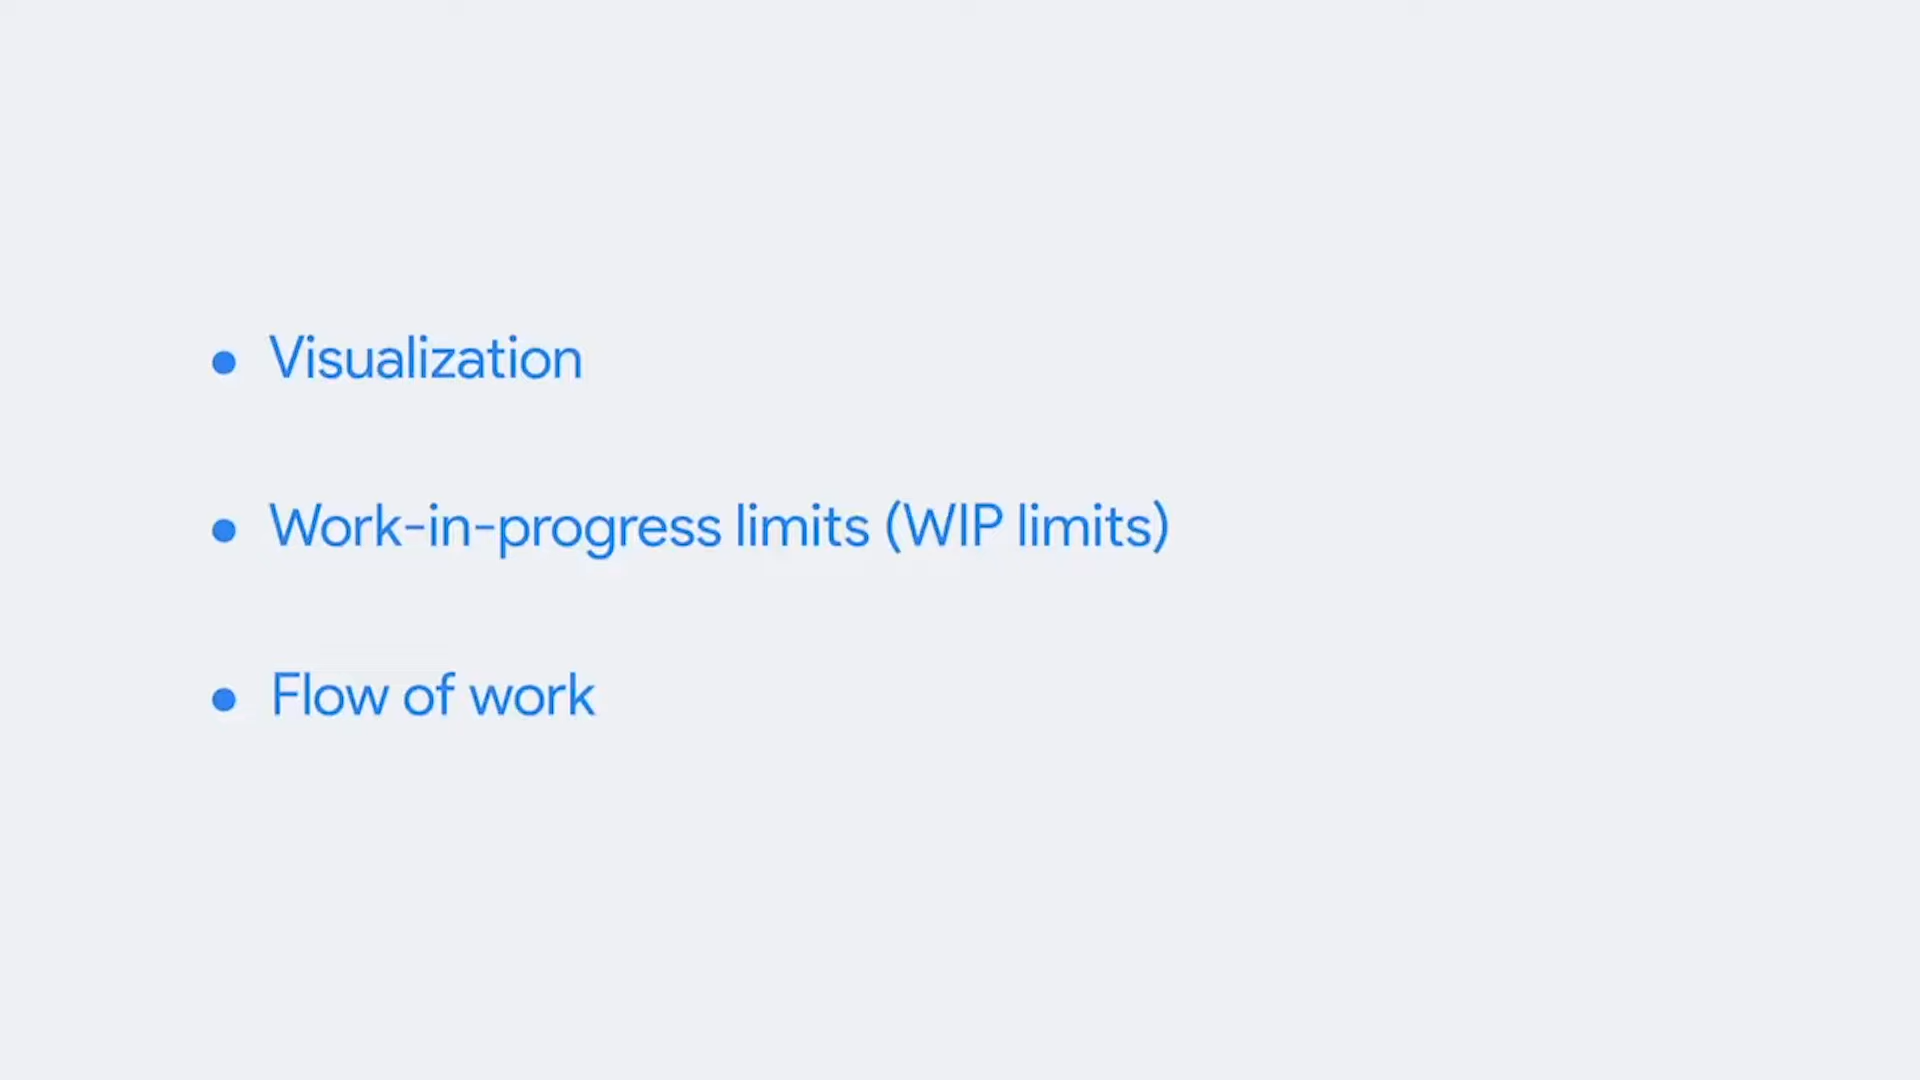 • Visualization
• Work-in-progress limits (WIP limits)
• Flow of work